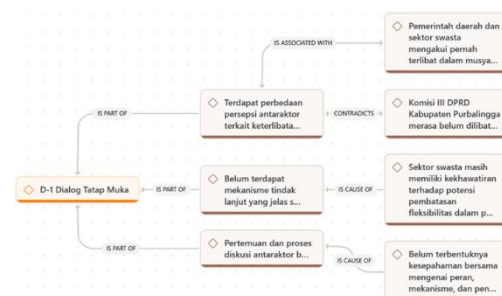 Pemerintah daerah dan
sektor swasta
mengakui pernah
terlibat dalam musya...
IS ASSOCIATED WITH
IS PART OF
Terdapat perbedaan
persepsi antaraktor
terkait keterlibata...
CONTRADICTS
Komisi III DPRD
Kabupaten Purbalingga
merasa belum dilibat...
D-1 Dialog Tatap Muka
IS PART OF
Belum terdapat
mekanisme tindak
lanjut yang jelas s...
IS CAUSE OF
Sektor swasta masih
memiliki kekhawatiran
terhadap potensi
pembatasan
fleksibilitas dalam p...
IS PART OF
Pertemuan dan proses
diskusi antaraktor b...
IS CAUSE OF
Belum terbentuknya
kesepahaman bersama
mengenai peran,
mekanisme, dan pen...